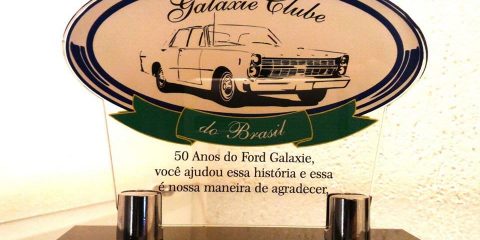 Galaxie Clube
do Brasil
50 Anos do Ford Galaxie,
você ajudou essa história e essa
é nossa maneira de agradecer.